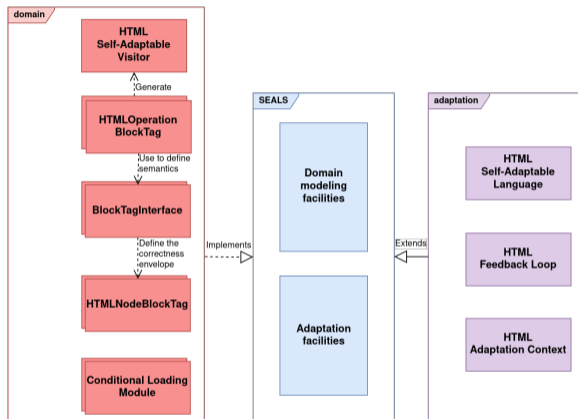 domain
HTML
Self-Adaptable
Visitor
Generate
HTMLOperation
BlockTag
Use to define
semantics
BlockTagInterface
Define the
correctness
envelope
HTMLNodeBlockTag
Conditional Loading
Module
Implements
SEALS
Domain
modeling
facilities
Adaptation
facilities
Extends
adaptation
HTML
Self-Adaptable
Language
HTML
Feedback Loop
HTML
Adaptation Context